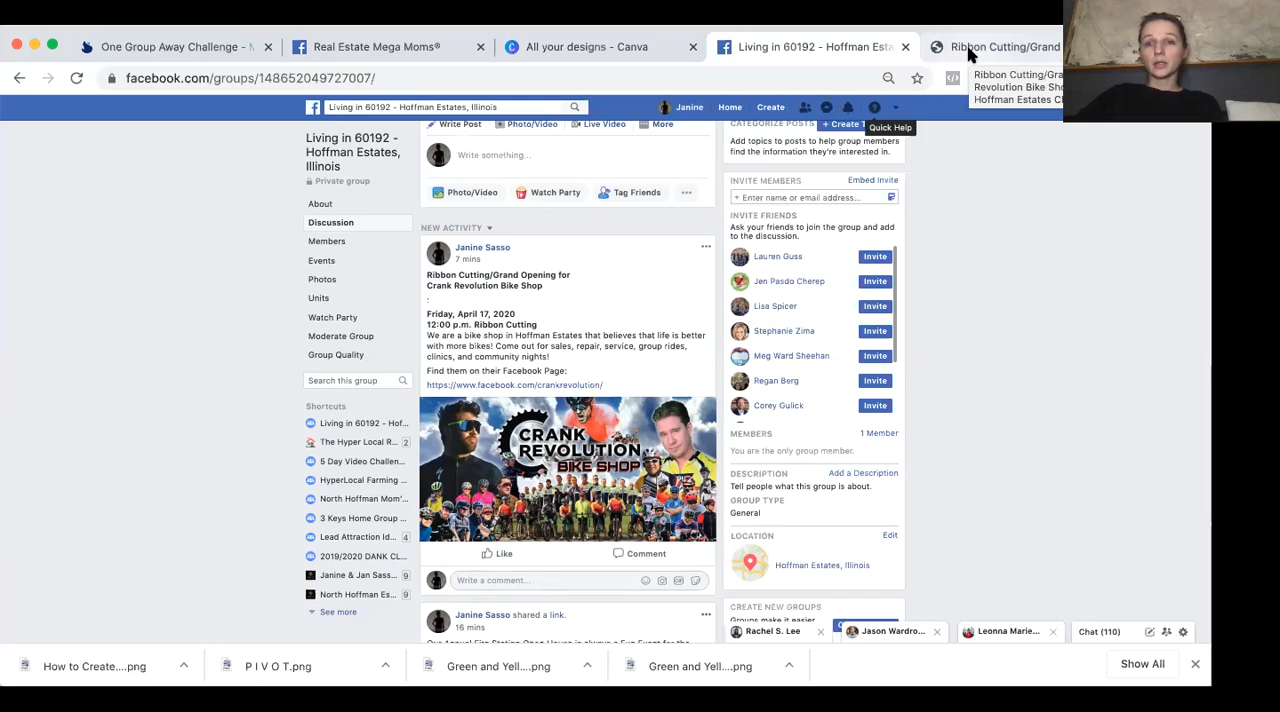 One Group Away Challenge - M
Real Estate Mega Moms®
All your designs - Canva
Living in 60192 - Hoffman Esta
Ribbon Cutting/Grand
facebook.com/groups/148652049727007/
Ribbon Cutting/Gra
Revolution Bike Sho
Hoffman Estates Ch
Living in 60192 - Hoffman Estates, Illinois
Janine
Home
Create
Quick Help
Living in 60192 -
Hoffman Estates,
Illinois
Private group
About
Discussion
Members
Events
Photos
Units
Watch Party
Moderate Group
Group Quality
Search this group
Shortcuts
Living in 60192 - Hof...
The Hyper Local R... 2
5 Day Video Challen...
HyperLocal Farming ...
North Hoffman Mom'...
3 Keys Home Group ...
Lead Attraction Id... 4
2019/2020 DANK CL...
Janine & Jan Sass... 9
North Hoffman Es... 9
See more
Write Post
Photo/Video
Live Video
More
Write something...
Photo/Video
Watch Party
Tag Friends
NEW ACTIVITY
Janine Sasso
7 mins
Ribbon Cutting/Grand Opening for
Crank Revolution Bike Shop
:
Friday, April 17, 2020
12:00 p.m. Ribbon Cutting
We are a bike shop in Hoffman Estates that believes that life is better
with more bikes! Come out for sales, repair, service, group rides,
clinics, and community nights!
Find them on their Facebook Page:
https://www.facebook.com/crankrevolution/
CRANK
REVOLUTION
BIKE SHOP
Like
Comment
Write a comment...
Janine Sasso shared a link.
16 mins
CATEGORIZE POSTS
+ Create T
Add topics to posts to help group members
find the information they're interested in.
INVITE MEMBERS
Embed Invite
+ Enter name or email address...
INVITE FRIENDS
Ask your friends to join the group and add
to the discussion.
Lauren Guss Invite
Jen Pasdo Cherep Invite
Lisa Spicer Invite
Stephanie Zima Invite
Meg Ward Sheehan Invite
Regan Berg Invite
Corey Gulick Invite
MEMBERS
1 Member
You are the only group member.
DESCRIPTION
Add a Description
Tell people what this group is about.
GROUP TYPE
General
LOCATION
Edit
Hoffman Estates, Illinois
CREATE NEW GROUPS
Groups make it easier
Rachel S. Lee
Jason Wardro...
Leonna Marie...
Chat (110)
How to Create....png
P I V O T.png
Green and Yell....png
Green and Yell....png
Show All